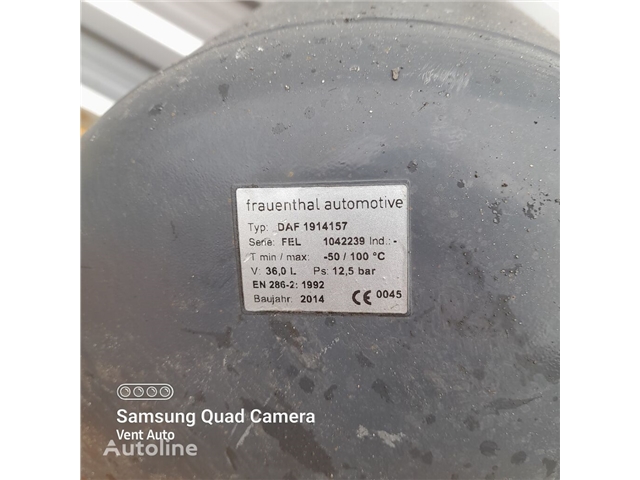 frauenthal automotive
Typ: DAF 1914157
Serie: FEL 1042239 Ind.: -
T min / max: -50 / 100 °C
V: 36,0 L Ps: 12,5 bar
EN 286-2: 1992
Baujahr: 2014 CE 0045
Samsung Quad Camera
Vent Auto
Autoline